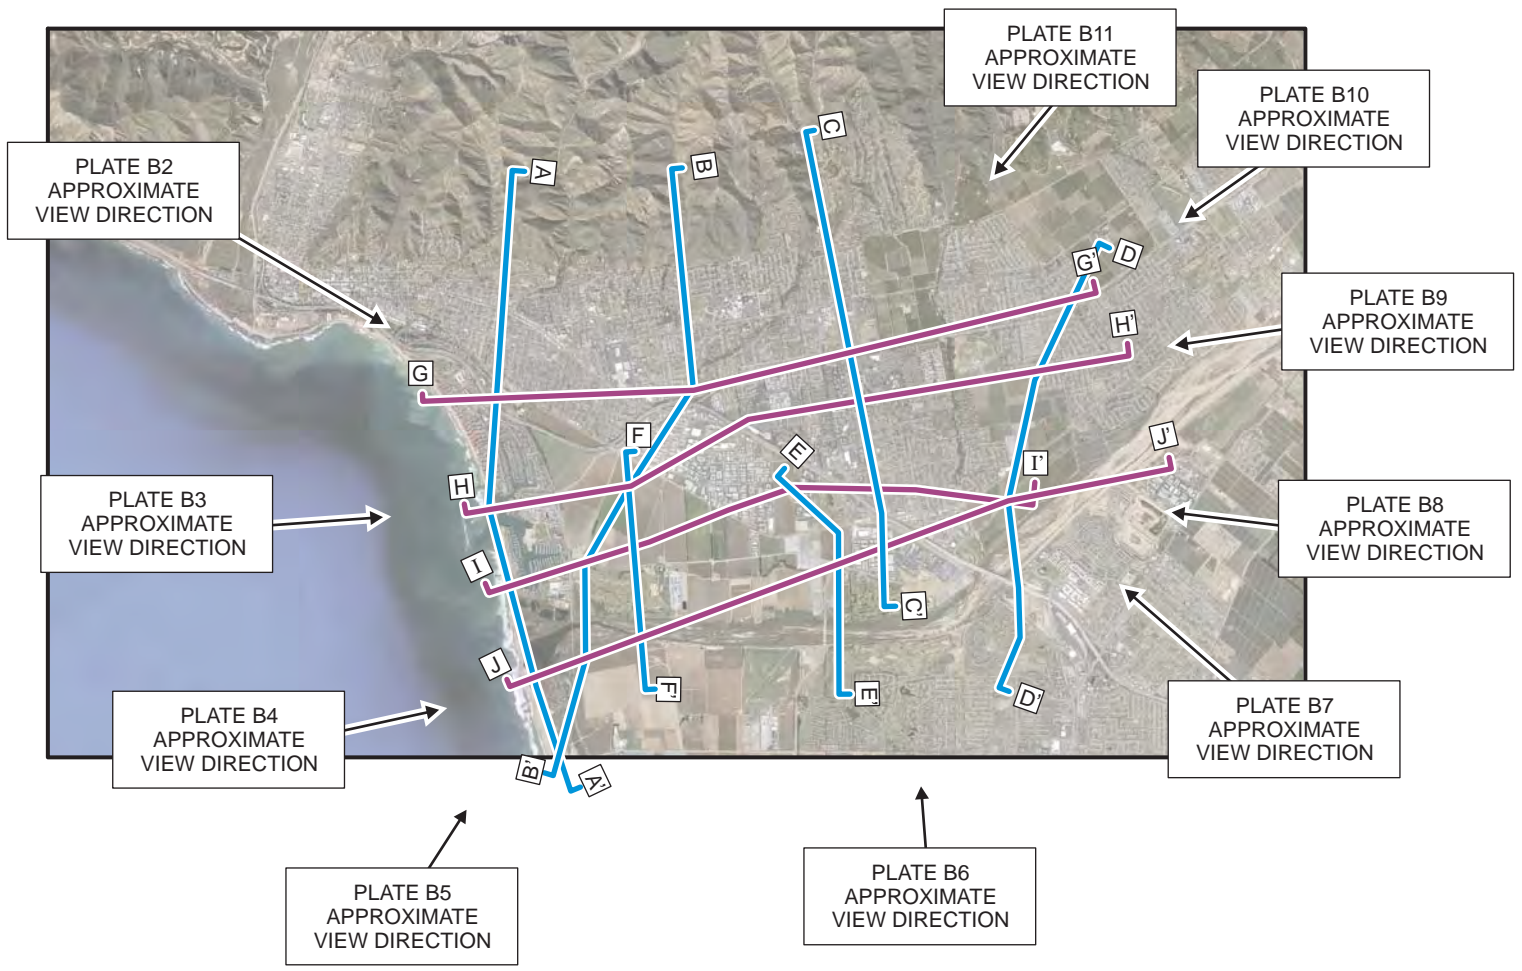 PLATE B11
APPROXIMATE
VIEW DIRECTION
PLATE B10
APPROXIMATE
VIEW DIRECTION
PLATE B2
APPROXIMATE
VIEW DIRECTION
C
A
B
D
G'
PLATE B9
APPROXIMATE
VIEW DIRECTION
H'
G
F
E
J'
I'
H
PLATE B3
APPROXIMATE
VIEW DIRECTION
PLATE B8
APPROXIMATE
VIEW DIRECTION
I
C'
J
F'
E'
D'
PLATE B4
APPROXIMATE
VIEW DIRECTION
PLATE B7
APPROXIMATE
VIEW DIRECTION
B'
A'
PLATE B5
APPROXIMATE
VIEW DIRECTION
PLATE B6
APPROXIMATE
VIEW DIRECTION